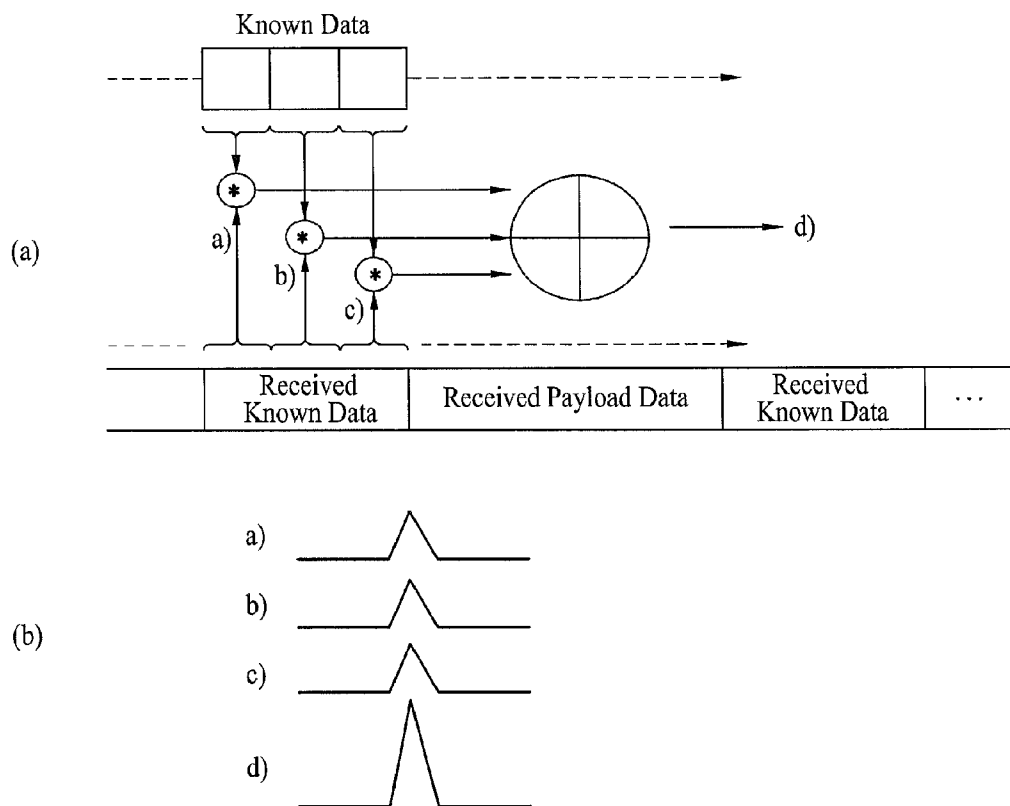 Known Data
*
a)
*
b)
*
c)
d)
(a)
Received Known Data
Received Payload Data
Received Known Data
...
a)
b)
c)
d)
(b)